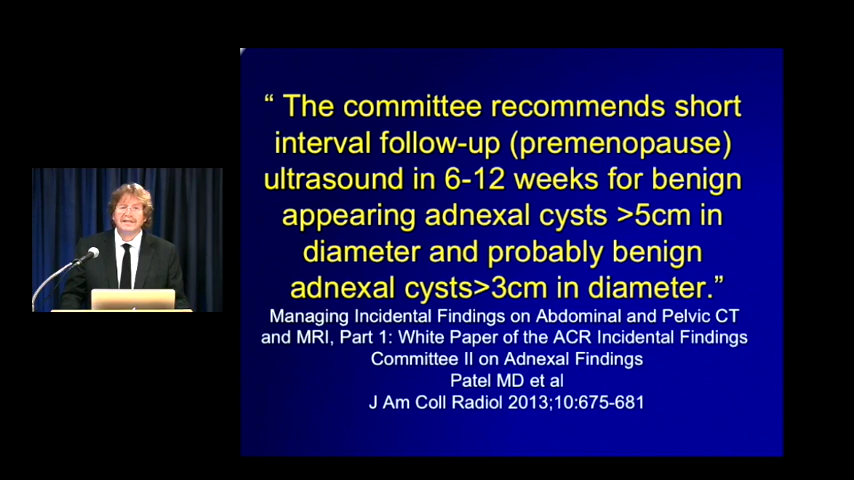 “ The committee recommends short
interval follow-up (premenopause)
ultrasound in 6-12 weeks for benign
appearing adnexal cysts >5cm in
diameter and probably benign
adnexal cysts>3cm in diameter.”
Managing Incidental Findings on Abdominal and Pelvic CT
and MRI, Part 1: White Paper of the ACR Incidental Findings
Committee II on Adnexal Findings
Patel MD et al
J Am Coll Radiol 2013;10:675-681